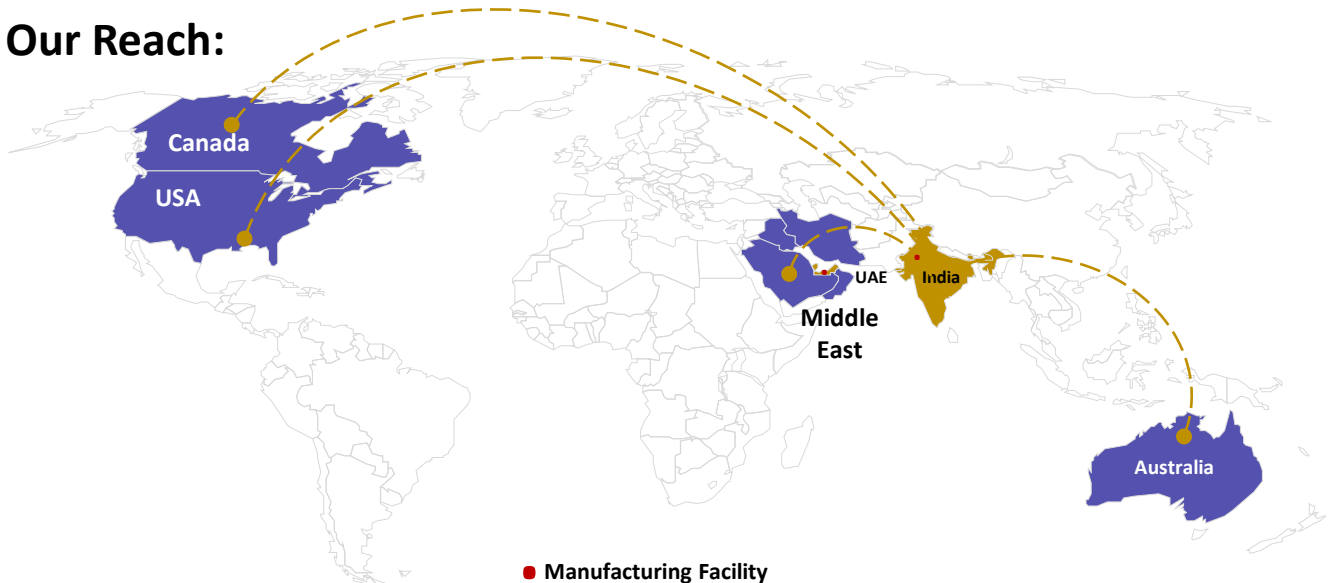 Our Reach:
Canada
USA
UAE
India
Middle
East
Australia
Manufacturing Facility